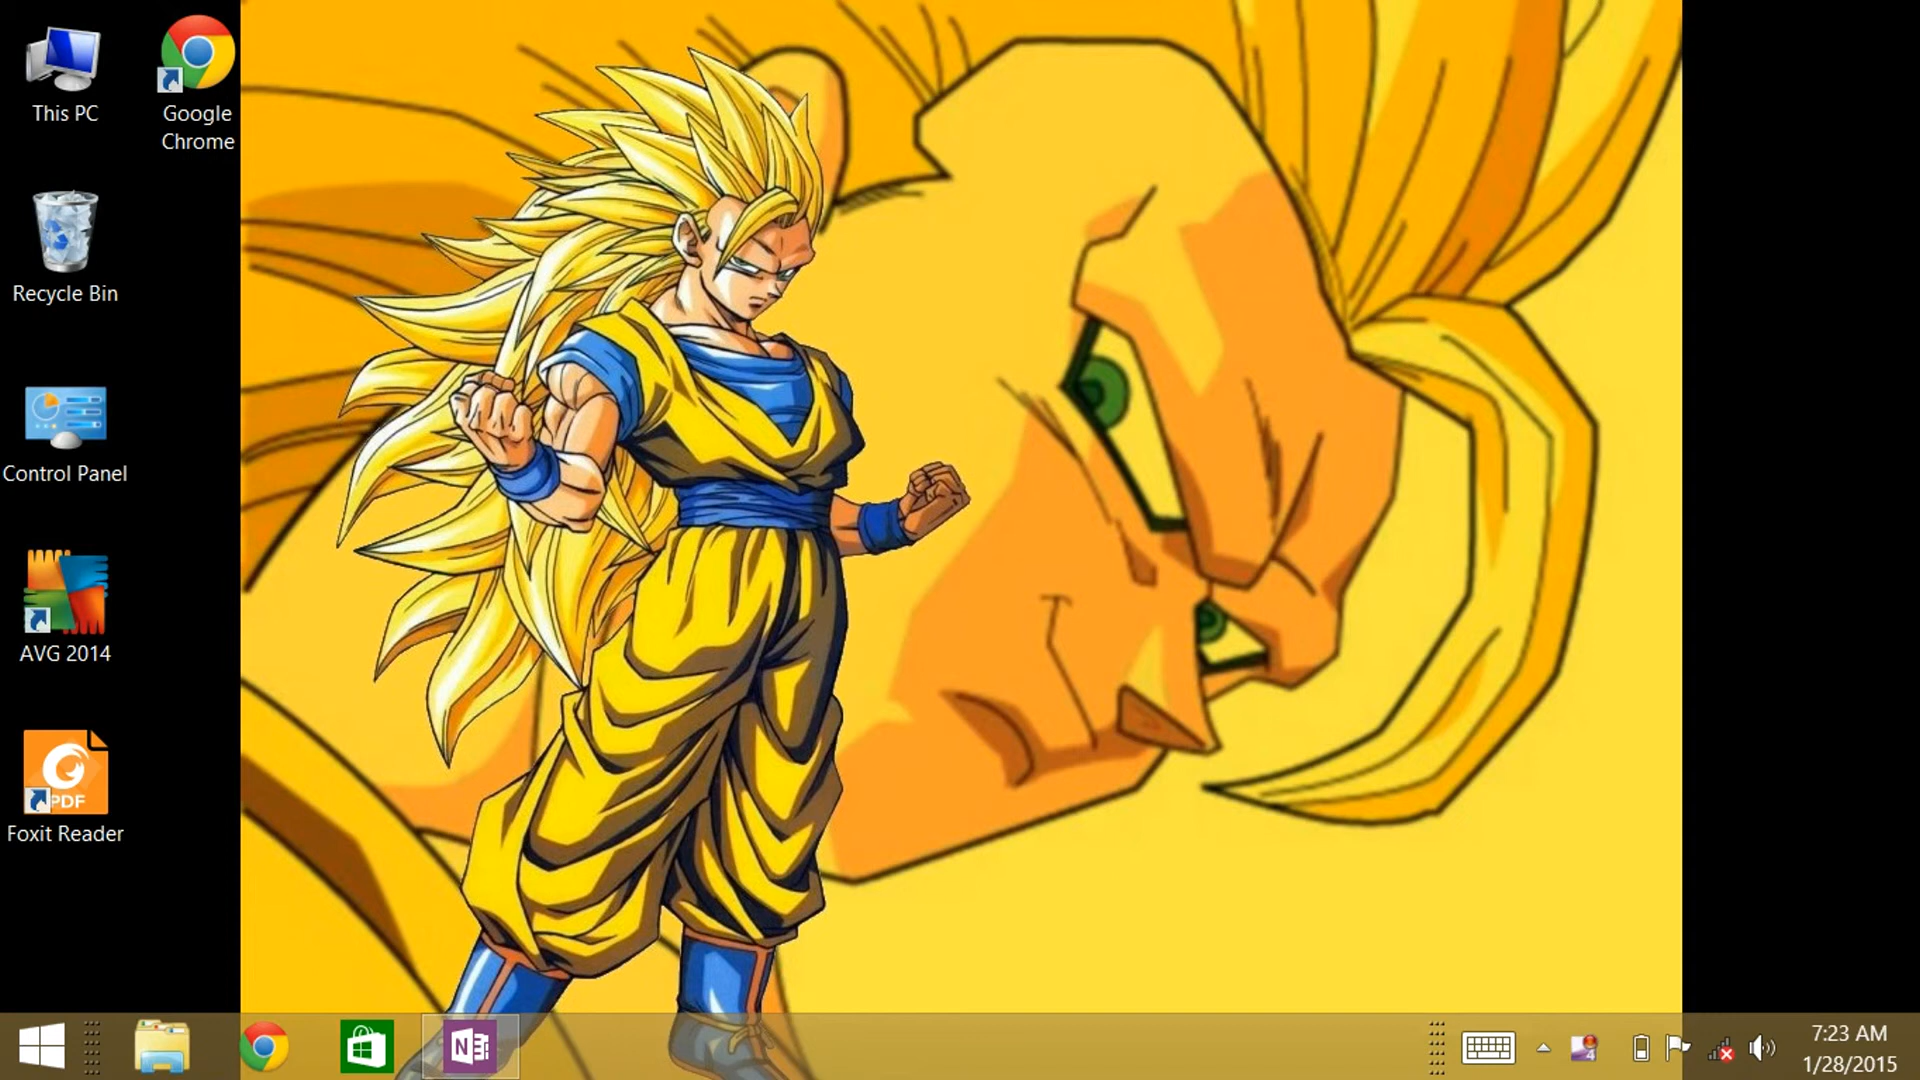 This PC
Google
Chrome
Recycle Bin
Control Panel
AVG 2014
PDF
Foxit Reader
N
4
7:23 AM
1/28/2015